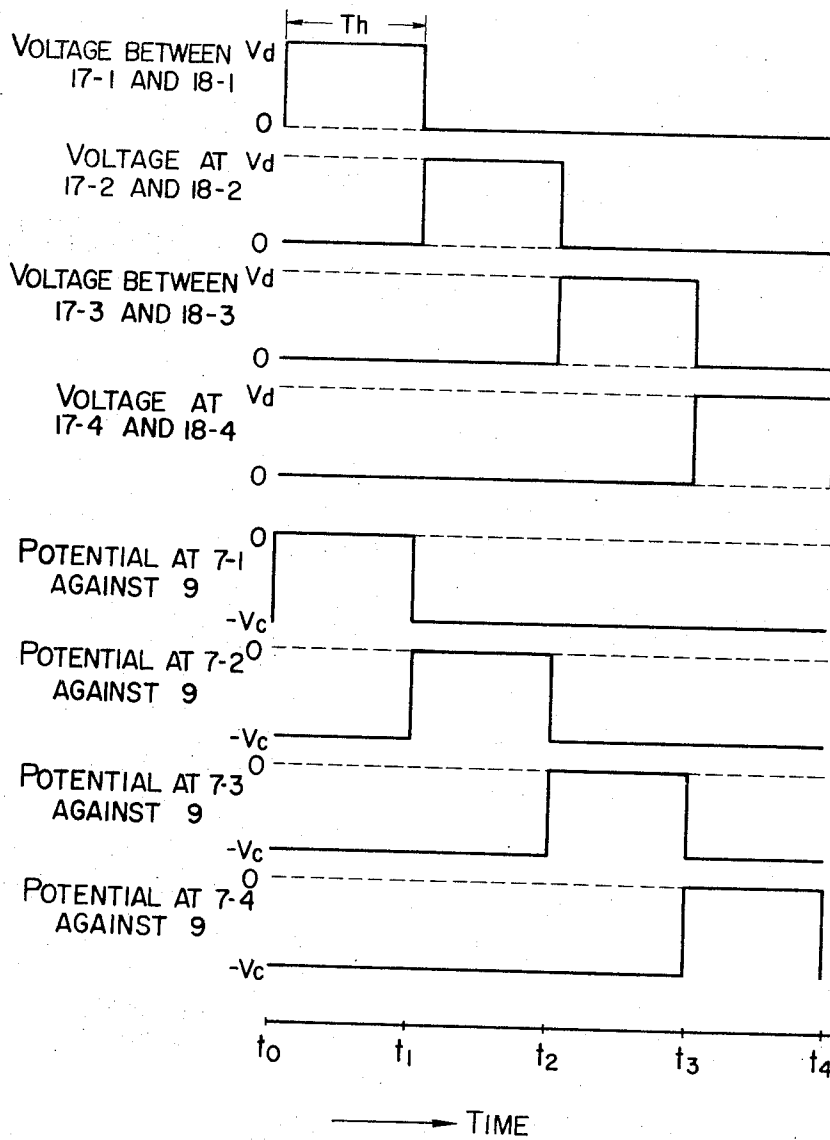 Th
VOLTAGE BETWEEN Vd
17-1 AND 18-1
0
VOLTAGE AT Vd
17-2 AND 18-2
0
VOLTAGE BETWEEN Vd
17-3 AND 18-3
0
VOLTAGE AT Vd
17-4 AND 18-4
0
0
POTENTIAL AT 7-1
AGAINST 9
-Vc
POTENTIAL AT 7-2 0
AGAINST 9
-Vc
0
POTENTIAL AT 7-3
AGAINST 9
-Vc
0
POTENTIAL AT 7-4
AGAINST 9
-Vc
t0 t1 t2 t3 t4
TIME